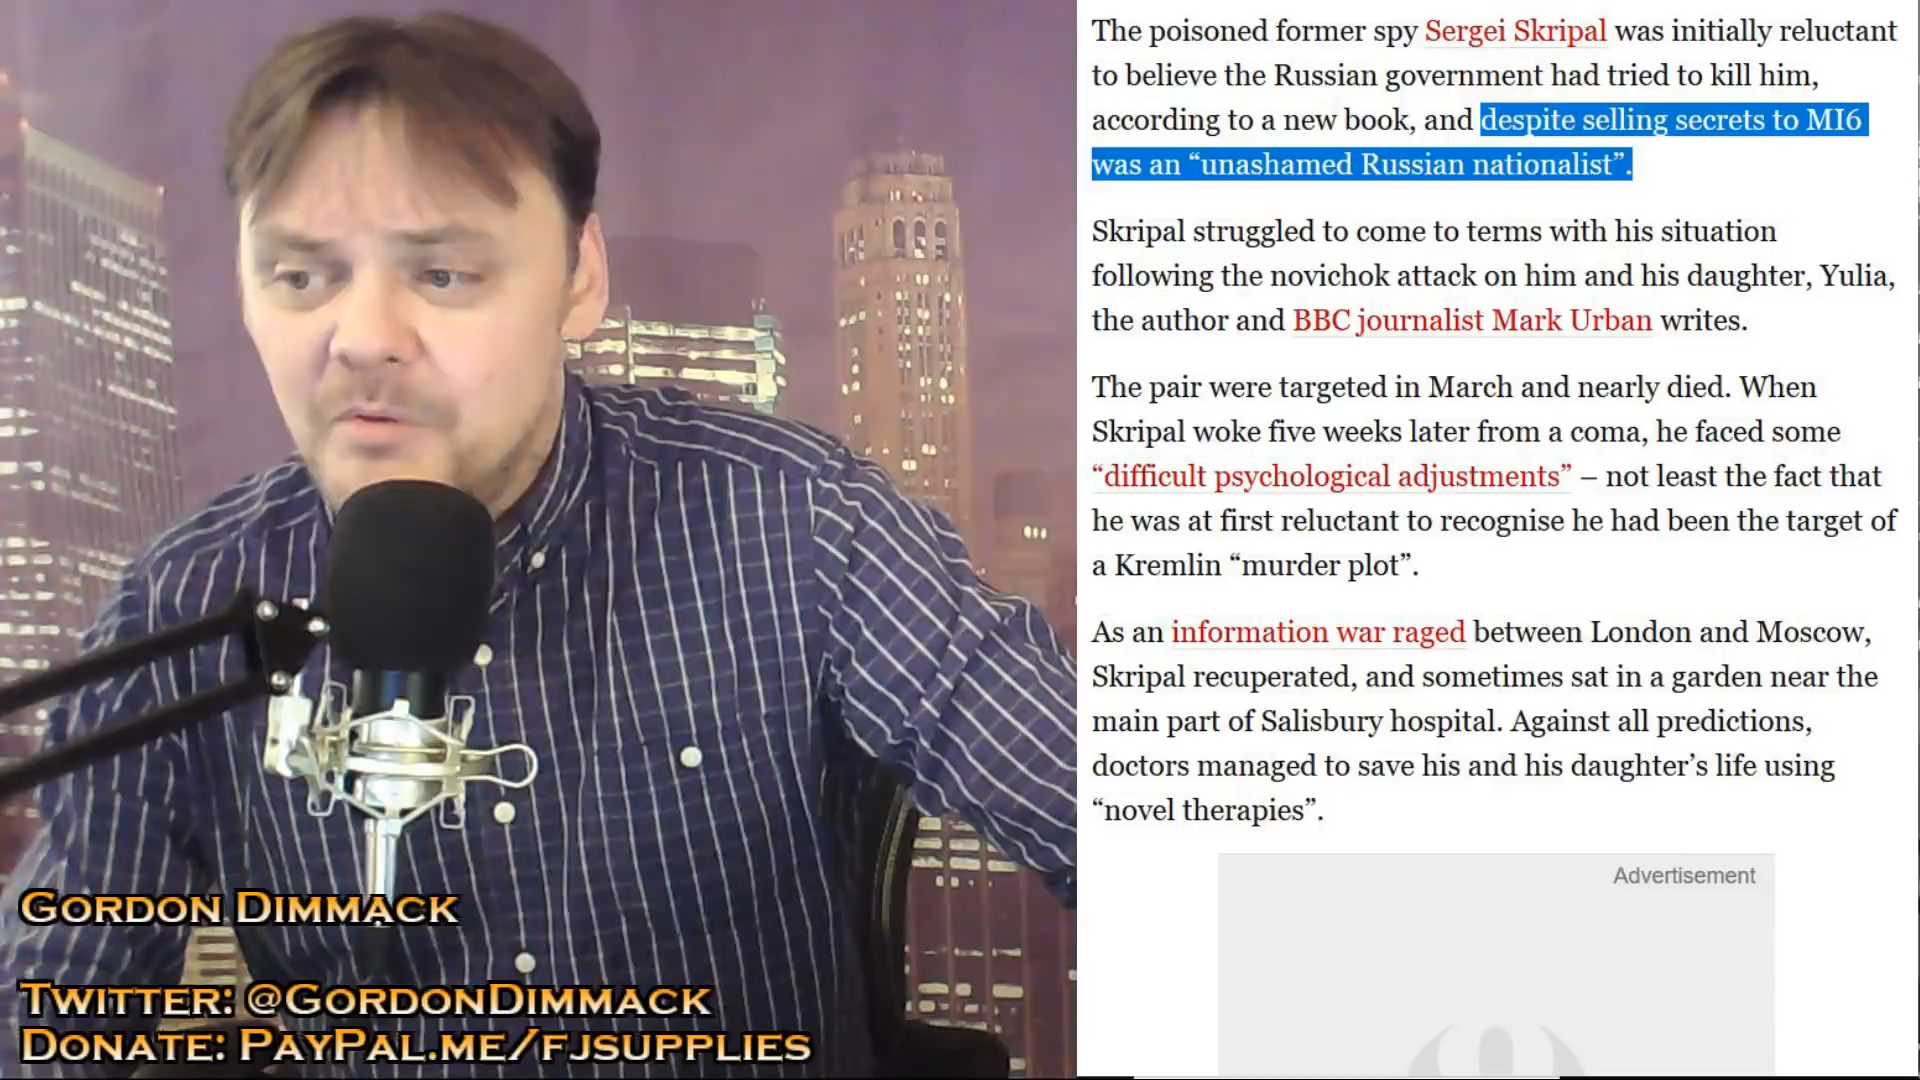 The poisoned former spy Sergei Skripal was initially reluctant
to believe the Russian government had tried to kill him,
according to a new book, and despite selling secrets to MI6
was an “unashamed Russian nationalist”.
Skripal struggled to come to terms with his situation
following the novichok attack on him and his daughter, Yulia,
the author and BBC journalist Mark Urban writes.
The pair were targeted in March and nearly died. When
Skripal woke five weeks later from a coma, he faced some
“difficult psychological adjustments” – not least the fact that
he was at first reluctant to recognise he had been the target of
a Kremlin “murder plot”.
As an information war raged between London and Moscow,
Skripal recuperated, and sometimes sat in a garden near the
main part of Salisbury hospital. Against all predictions,
doctors managed to save his and his daughter’s life using
“novel therapies”.
Advertisement
Gordon Dimmack
Twitter: @GordonDimmack
Donate: PayPal.me/fjsupplies